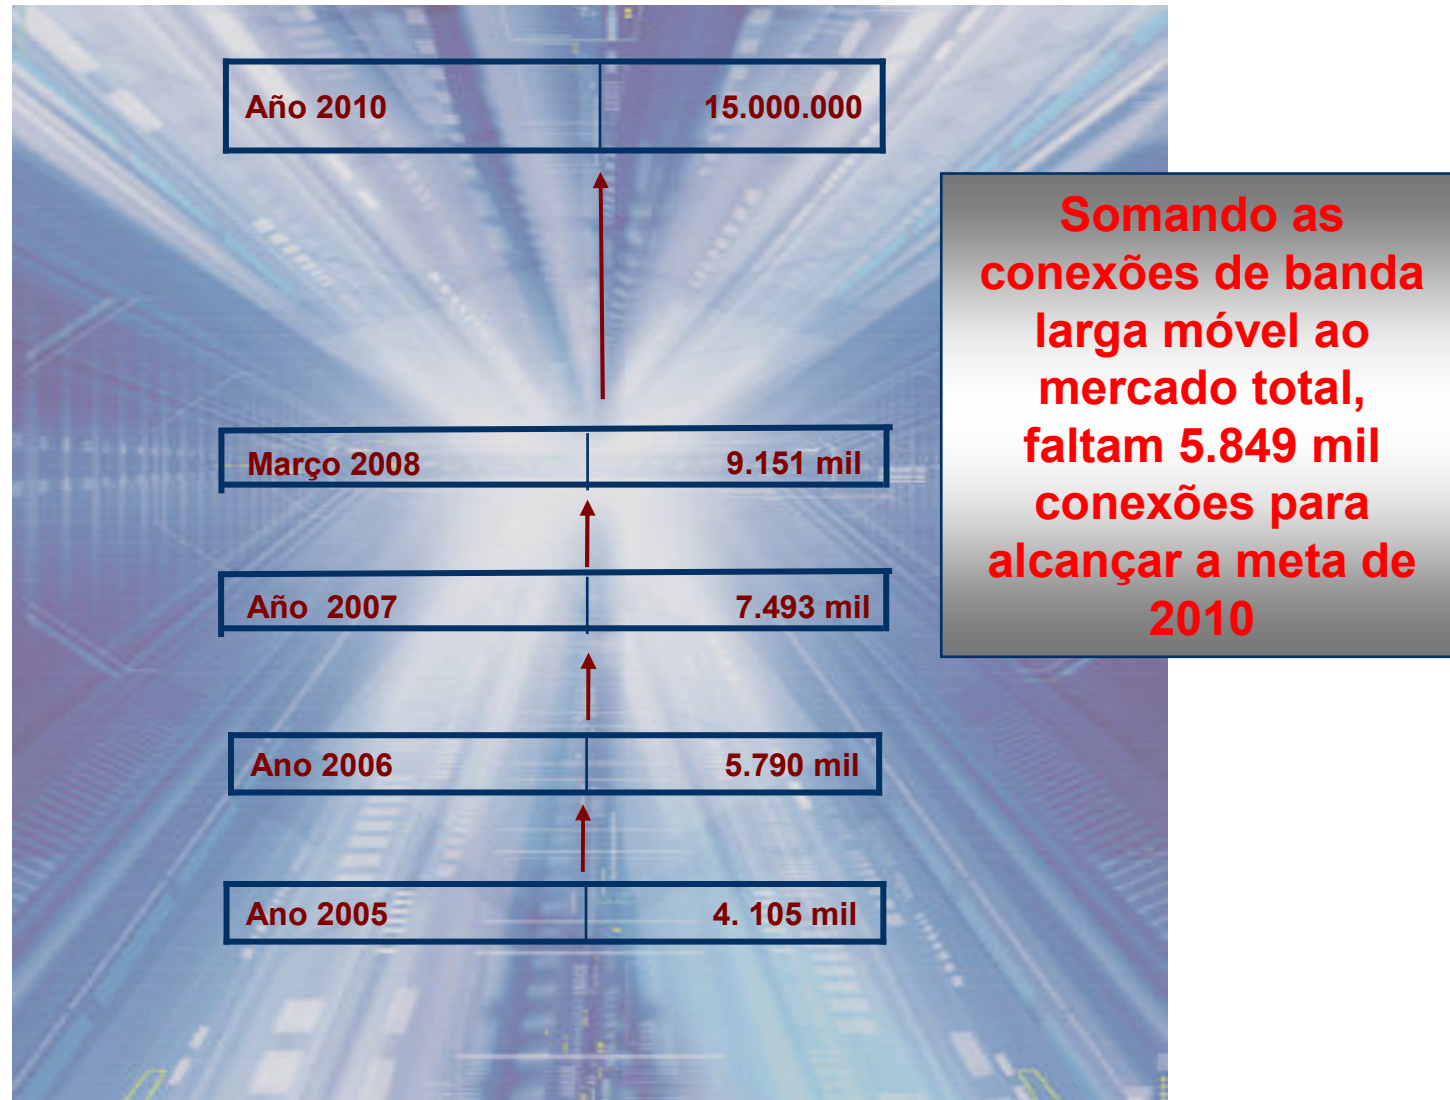 Año 2010 15.000.000
Somando as
conexões de banda
larga móvel ao
mercado total,
faltam 5.849 mil
conexões para
alcançar a meta de
2010
Março 2008 9.151 mil
Año 2007 7.493 mil
Ano 2006 5.790 mil
Ano 2005 4. 105 mil